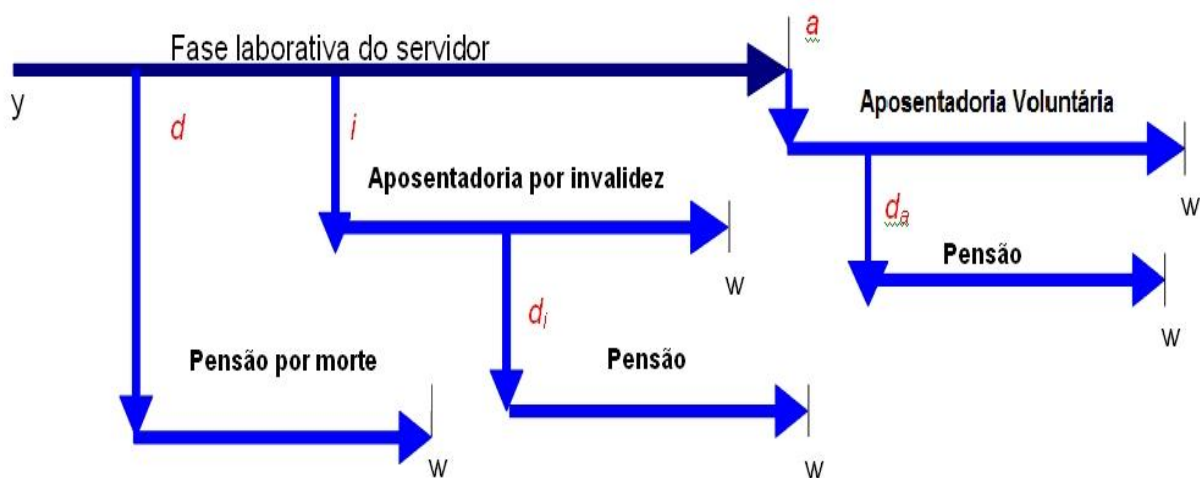 a
Fase laborativa do servidor
y
d
i
Aposentadoria Voluntária
Aposentadoria por invalidez
w
dₐ
Pensão
w
w
dᵢ
Pensão por morte
Pensão
w
w